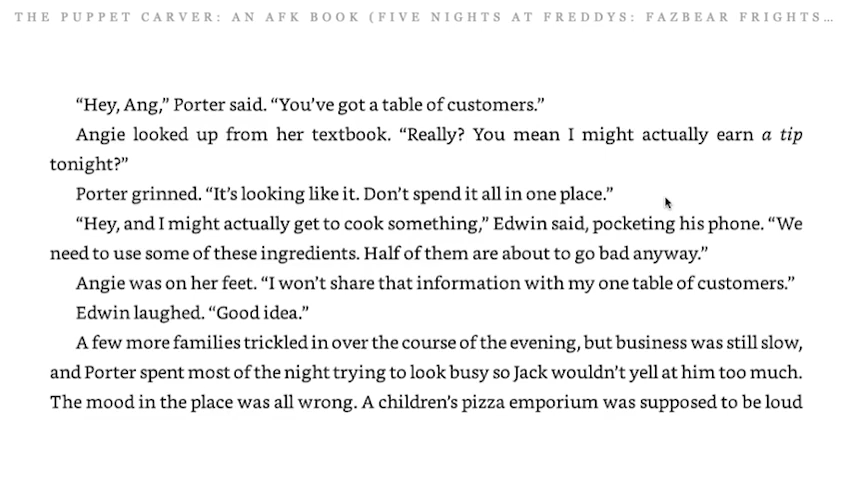 THE PUPPET CARVER: AN AFK BOOK (FIVE NIGHTS AT FREDDYS: FAZBEAR FRIGHTS…
“Hey, Ang,” Porter said. “You’ve got a table of customers.”
Angie looked up from her textbook. “Really? You mean I might actually earn a tip
tonight?”
Porter grinned. “It’s looking like it. Don’t spend it all in one place.”
“Hey, and I might actually get to cook something,” Edwin said, pocketing his phone. “We
need to use some of these ingredients. Half of them are about to go bad anyway.”
Angie was on her feet. “I won’t share that information with my one table of customers.”
Edwin laughed. “Good idea.”
A few more families trickled in over the course of the evening, but business was still slow,
and Porter spent most of the night trying to look busy so Jack wouldn’t yell at him too much.
The mood in the place was all wrong. A children’s pizza emporium was supposed to be loud